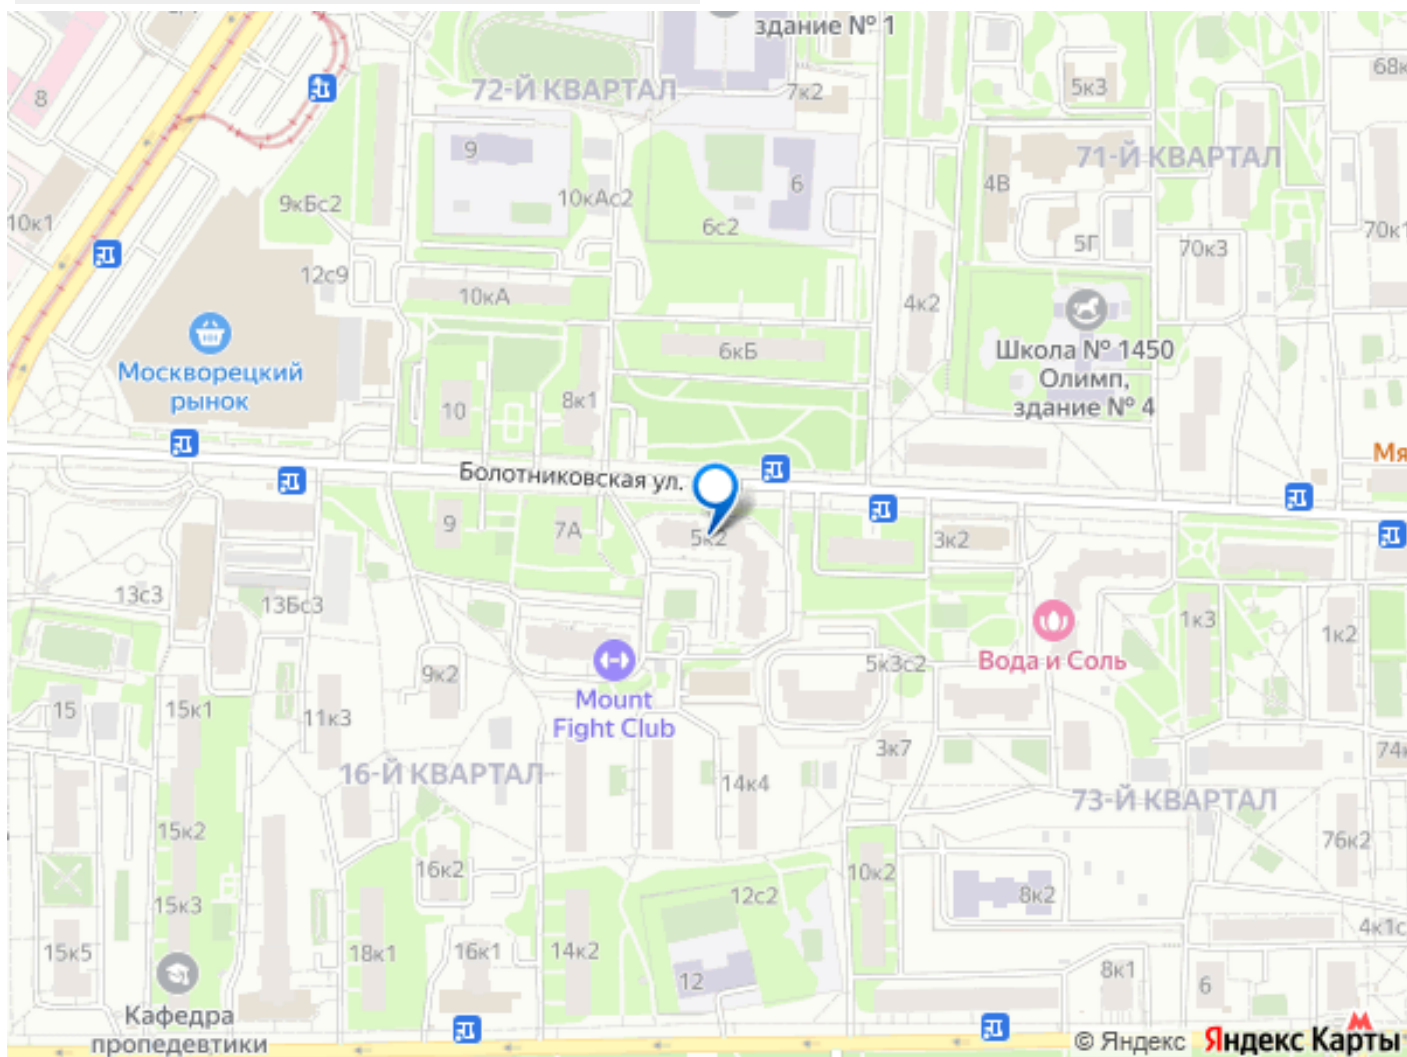 здание № 1
72-Й КВАРТАЛ
7к2
5к3
68к
8
9
71-Й КВАРТАЛ
9кБс2
10кАс2
6
4В
10к1
6с2
5Г
70к3
70к1
12с9
10кА
4к2
Школа № 1450
Олимп,
здание № 4
Москворецкий
рынок
6кБ
8к1
10
Мя
Болотниковская ул.
9
7А
5к2
3к2
13с3
13Бс3
1к3
1к2
Вода и Соль
5к3с2
9к2
Mount
Fight Club
15
15к1
11к3
3к7
74к
16-Й КВАРТАЛ
14к4
73-Й КВАРТАЛ
15к2
76к2
16к2
10к2
12с2
8к2
15к3
4к1с
15к5
18к1
16к1
14к2
12
8к1
6
Кафедра
пропедевтики
© Яндекс Яндекс Карты